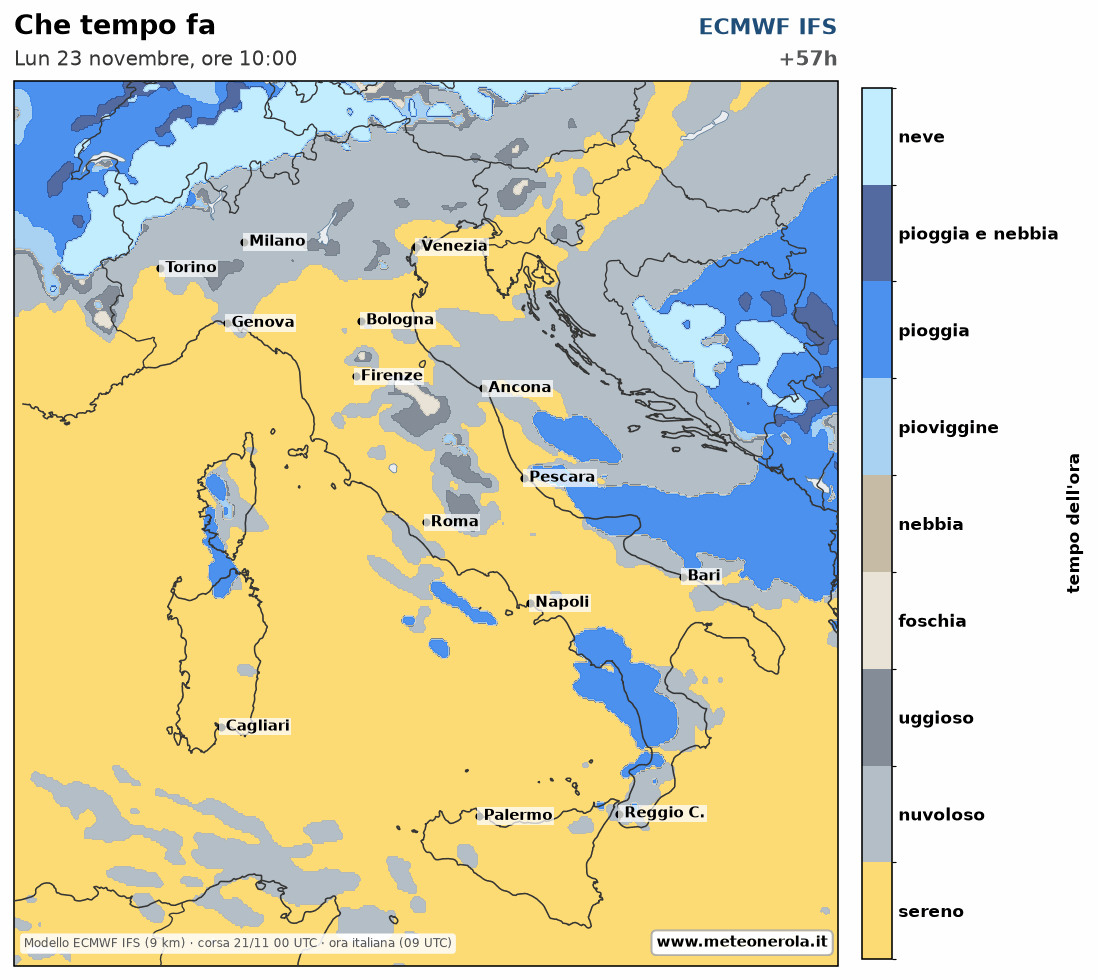 Che tempo fa
ECMWF IFS
Lun 23 novembre, ore 10:00
+57h
neve
pioggia e nebbia
pioggia
pioviggine
nebbia
foschia
uggioso
nuvoloso
sereno
tempo dell'ora
Milano
Venezia
Torino
Genova
Bologna
Firenze
Ancona
Pescara
Roma
Bari
Napoli
Cagliari
Palermo
Reggio C.
Modello ECMWF IFS (9 km) · corsa 21/11 00 UTC · ora italiana (09 UTC)
www.meteonerola.it